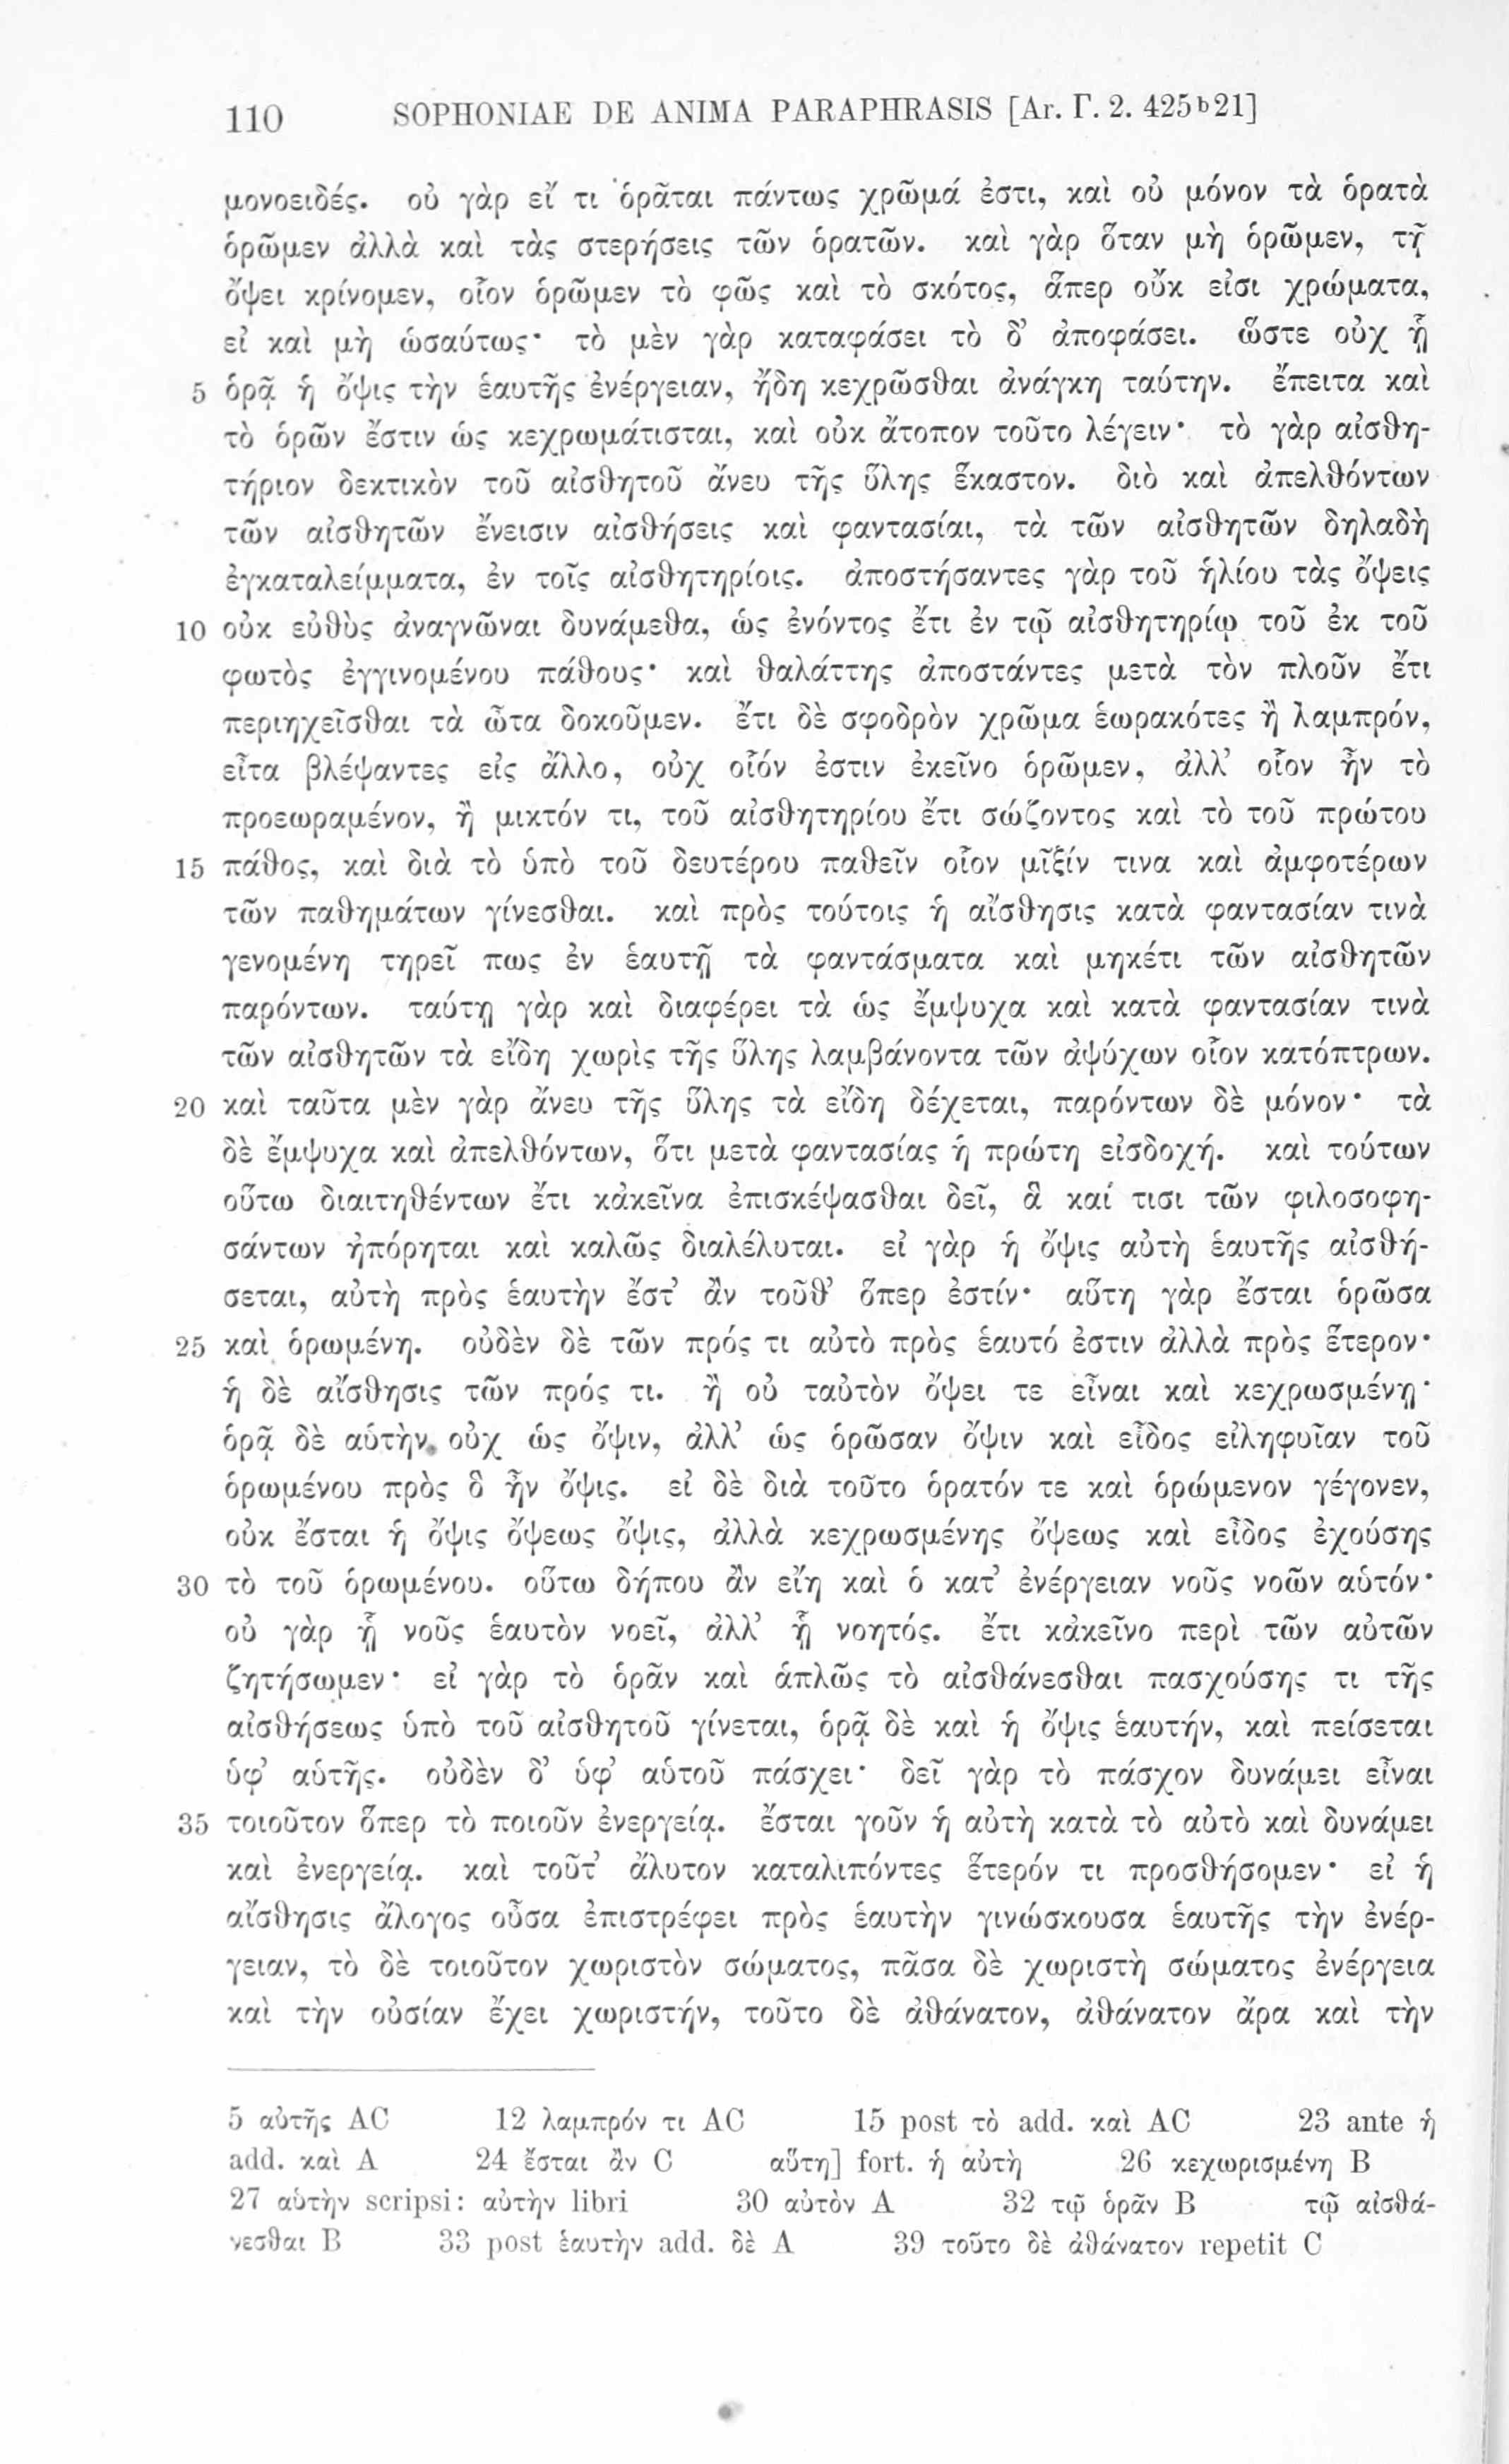 110 SOPHONIAE DE ANIMA PARAPHRASIS [Ar. Γ. 2. 425b21]
μονοειδές. οὐ γὰρ εἴ τι ὁρᾶται πάντως χρῶμά ἐστι, καὶ οὐ μόνον τὰ ὁρατὰ
ὁρῶμεν ἀλλὰ καὶ τὰς στερήσεις τῶν ὁρατῶν. καὶ γὰρ ὅταν μὴ ὁρῶμεν, τῇ
ὄψει κρίνομεν, οἷον ὁρῶμεν τὸ φῶς καὶ τὸ σκότος, ἅπερ οὔκ εἰσι χρώματα,
εἰ καὶ μὴ ὡσαύτως· τὸ μὲν γὰρ καταφάσει τὸ δ’ ἀποφάσει. ὥστε οὐχ ᾗ
5 ὁρᾷ ἡ ὄψις τὴν ἑαυτῆς ἐνέργειαν, ἤδη κεχρῶσθαι ἀνάγκη ταύτην. ἔπειτα καὶ
τὸ ὁρῶν ἔστιν ὡς κεχρωμάτισται, καὶ οὐκ ἄτοπον τοῦτο λέγειν· τὸ γὰρ αἰσθη-
τήριον δεκτικὸν τοῦ αἰσθητοῦ ἄνευ τῆς ὕλης ἕκαστον. διὸ καὶ ἀπελθόντων
τῶν αἰσθητῶν ἔνεισιν αἰσθήσεις καὶ φαντασίαι, τὰ τῶν αἰσθητῶν δηλαδὴ
ἐγκαταλείμματα, ἐν τοῖς αἰσθητηρίοις. ἀποστήσαντες γὰρ τοῦ ἡλίου τὰς ὄψεις
10 οὐκ εὐθὺς ἀναγνῶναι δυνάμεθα, ὡς ἐνόντος ἔτι ἐν τῷ αἰσθητηρίῳ τοῦ ἐκ τοῦ
φωτὸς ἐγγινομένου πάθους· καὶ θαλάττης ἀποστάντες μετὰ τὸν πλοῦν ἔτι
περιηχεῖσθαι τὰ ὦτα δοκοῦμεν. ἔτι δὲ σφοδρὸν χρῶμα ἑωρακότες ἢ λαμπρόν,
εἶτα βλέψαντες εἰς ἄλλο, οὐχ οἷόν ἐστιν ἐκεῖνο ὁρῶμεν, ἀλλ’ οἷον ἦν τὸ
προεωραμένον, ἢ μικτόν τι, τοῦ αἰσθητηρίου ἔτι σώζοντος καὶ τὸ τοῦ πρώτου
15 πάθος, καὶ διὰ τὸ ὑπὸ τοῦ δευτέρου παθεῖν οἷον μῖξίν τινα καὶ ἀμφοτέρων
τῶν παθημάτων γίνεσθαι. καὶ πρὸς τούτοις ἡ αἴσθησις κατὰ φαντασίαν τινὰ
γενομένη τηρεῖ πως ἐν ἑαυτῇ τὰ φαντάσματα καὶ μηκέτι τῶν αἰσθητῶν
παρόντων. ταύτῃ γὰρ καὶ διαφέρει τὰ ὡς ἔμψυχα καὶ κατὰ φαντασίαν τινὰ
τῶν αἰσθητῶν τὰ εἴδη χωρὶς τῆς ὕλης λαμβάνοντα τῶν ἀψύχων οἷον κατόπτρων.
20 καὶ ταῦτα μὲν γὰρ ἄνευ τῆς ὕλης τὰ εἴδη δέχεται, παρόντων δὲ μόνον· τὰ
δὲ ἔμψυχα καὶ ἀπελθόντων, ὅτι μετὰ φαντασίας ἡ πρώτη εἰσδοχή. καὶ τούτων
οὕτω διαιτηθέντων ἔτι κἀκεῖνα ἐπισκέψασθαι δεῖ, ἃ καί τισι τῶν φιλοσοφη-
σάντων ἠπόρηται καὶ καλῶς διαλέλυται. εἰ γὰρ ἡ ὄψις αὐτὴ ἑαυτῆς αἰσθή-
σεται, αὐτὴ πρὸς ἑαυτὴν ἔστ’ ἂν τοῦθ’ ὅπερ ἐστίν· αὕτη γὰρ ἔσται ὁρῶσα
25 καὶ ὁρωμένη. οὐδὲν δὲ τῶν πρός τι αὐτὸ πρὸς ἑαυτό ἐστιν ἀλλὰ πρὸς ἕτερον·
ἡ δὲ αἴσθησις τῶν πρός τι. ἢ οὐ ταὐτὸν ὄψει τε εἶναι καὶ κεχρωσμένῃ·
ὁρᾷ δὲ αὑτὴν οὐχ ὡς ὄψιν, ἀλλ’ ὡς ὁρῶσαν ὄψιν καὶ εἶδος εἰληφυῖαν τοῦ
ὁρωμένου πρὸς ὃ ἦν ὄψις. εἰ δὲ διὰ τοῦτο ὁρατόν τε καὶ ὁρώμενον γέγονεν,
οὐκ ἔσται ἡ ὄψις ὄψεως ὄψις, ἀλλὰ κεχρωσμένης ὄψεως καὶ εἶδος ἐχούσης
30 τὸ τοῦ ὁρωμένου. οὕτω δήπου ἂν εἴη καὶ ὁ κατ’ ἐνέργειαν νοῦς νοῶν αὑτόν·
οὐ γὰρ ᾗ νοῦς ἑαυτὸν νοεῖ, ἀλλ’ ᾗ νοητός. ἔτι κἀκεῖνο περὶ τῶν αὐτῶν
ζητήσωμεν· εἰ γὰρ τὸ ὁρᾶν καὶ ἁπλῶς τὸ αἰσθάνεσθαι πασχούσης τι τῆς
αἰσθήσεως ὑπὸ τοῦ αἰσθητοῦ γίνεται, ὁρᾷ δὲ καὶ ἡ ὄψις ἑαυτήν, καὶ πείσεται
ὑφ’ αὑτῆς. οὐδὲν δ’ ὑφ’ αὑτοῦ πάσχει· δεῖ γὰρ τὸ πάσχον δυνάμει εἶναι
35 τοιοῦτον ὅπερ τὸ ποιοῦν ἐνεργείᾳ. ἔσται γοῦν ἡ αὐτὴ κατὰ τὸ αὐτὸ καὶ δυνάμει
καὶ ἐνεργείᾳ. καὶ τοῦτ’ ἄλυτον καταλιπόντες ἕτερόν τι προσθήσομεν· εἰ ἡ
αἴσθησις ἄλογος οὖσα ἐπιστρέφει πρὸς ἑαυτὴν γινώσκουσα ἑαυτῆς τὴν ἐνέρ-
γειαν, τὸ δὲ τοιοῦτον χωριστὸν σώματος, πᾶσα δὲ χωριστὴ σώματος ἐνέργεια
καὶ τὴν οὐσίαν ἔχει χωριστήν, τοῦτο δὲ ἀθάνατον, ἀθάνατον ἄρα καὶ τὴν
5 αὐτῆς AC 12 λαμπρόν τι AC 15 post τὸ add. καὶ AC 23 ante ἡ
add. καὶ A 24 ἔσται ἂν C αὕτη] fort. ἡ αὐτὴ 26 κεχωρισμένη B
27 αὑτὴν scripsi: αὐτὴν libri 30 αὐτὸν A 32 τῷ ὁρᾶν B τῷ αἰσθά-
νεσθαι B 33 post ἑαυτὴν add. δὲ A 39 τοῦτο δὲ ἀθάνατον repetit C